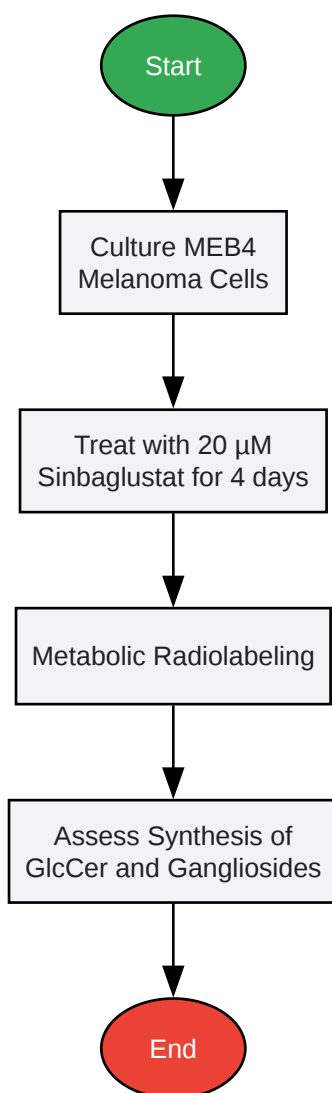 Start
Culture MEB4
Melanoma Cells
Treat with 20 µM
Sinbaglustat for 4 days
Metabolic Radiolabeling
Assess Synthesis of
GlcCer and Gangliosides
End